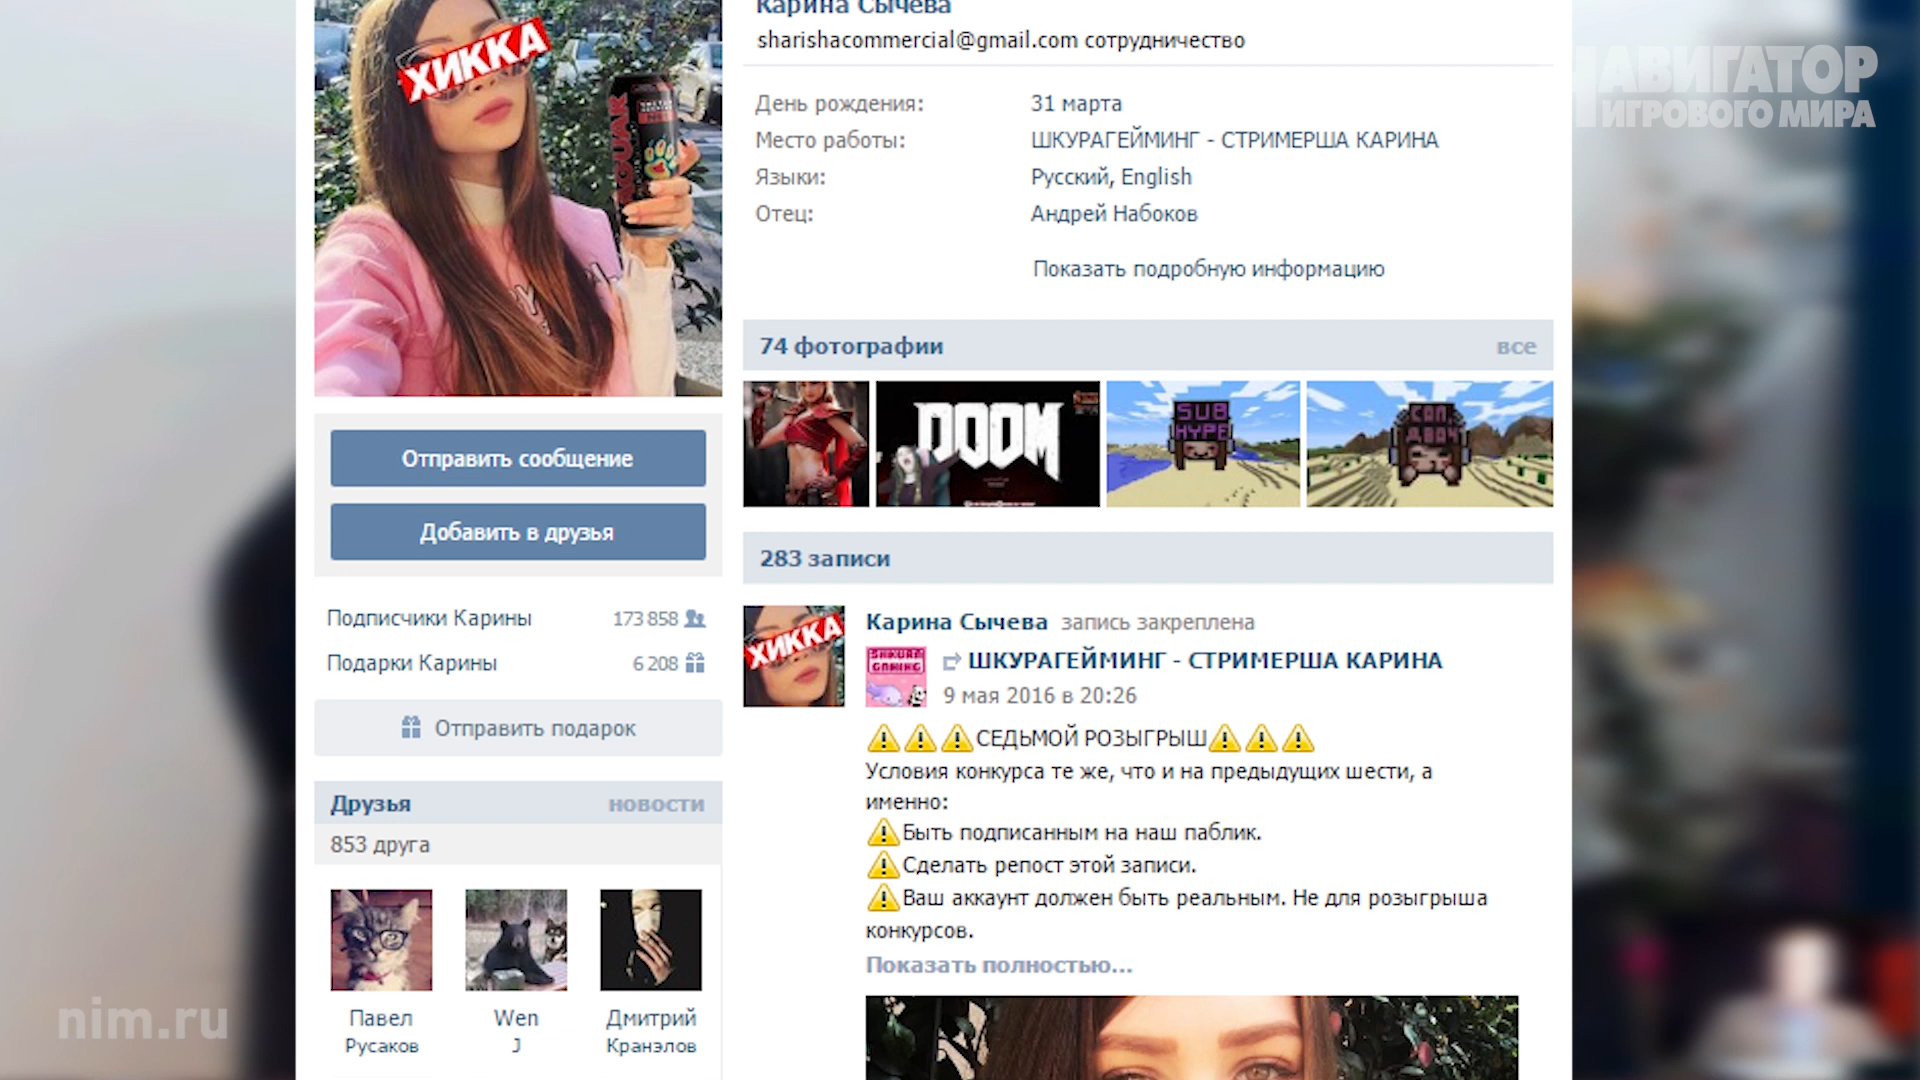 Карина Сычева
sharishacommercial@gmail.com сотрудничество
День рождения: 31 марта
Место работы: ШКУРАГЕЙМИНГ - СТРИМЕРША КАРИНА
Языки: Русский, English
Отец: Андрей Набоков
Показать подробную информацию
ХИККА
JAGUAR
74 фотографии все
DOOM
SUB
HYPE
Отправить сообщение
Добавить в друзья
Подписчики Карины 173 858
Подарки Карины 6 208
Отправить подарок
Друзья новости
853 друга
Павел
Русаков
Wen
J
Дмитрий
Кранэлов
283 записи
ХИККА
Карина Сычева запись закреплена
SHKURA
GAMING
ШКУРАГЕЙМИНГ - СТРИМЕРША КАРИНА
9 мая 2016 в 20:26
СЕДЬМОЙ РОЗЫГРЫШ
Условия конкурса те же, что и на предыдущих шести, а
именно:
Быть подписанным на наш паблик.
Сделать репост этой записи.
Ваш аккаунт должен быть реальным. Не для розыгрыша
конкурсов.
Показать полностью...
НАВИГАТОР
ИГРОВОГО МИРА
nim.ru